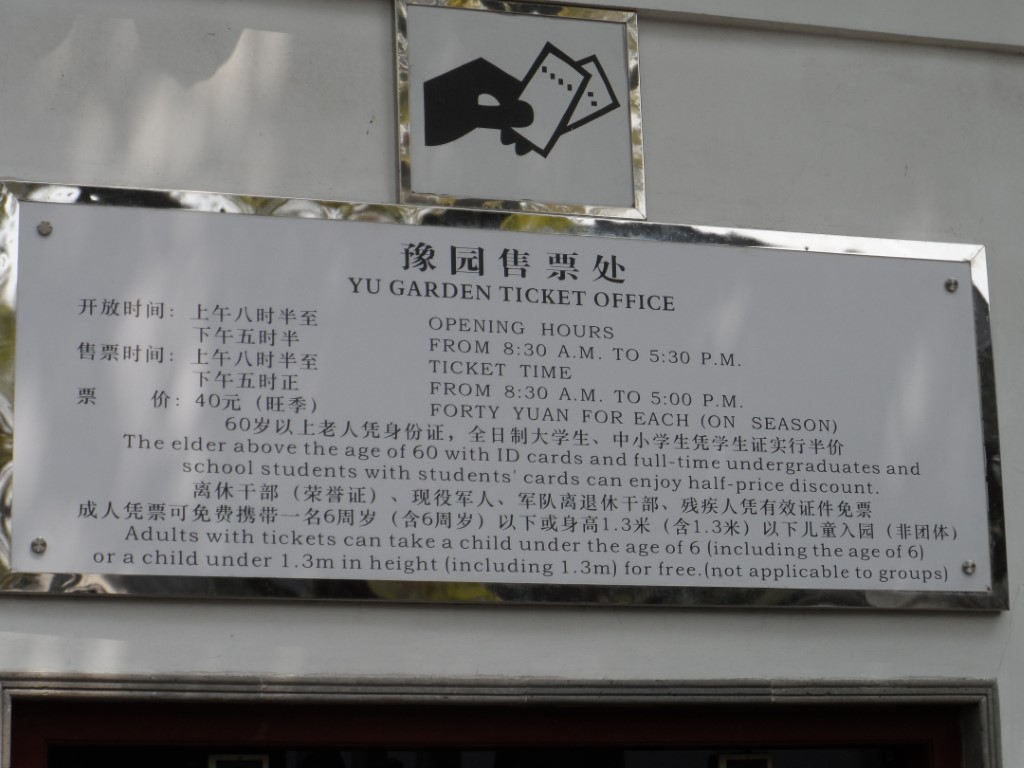 豫园售票处
YU GARDEN TICKET OFFICE
开放时间：上午八时半至
下午五时半
售票时间：上午八时半至
下午五时正
票 价：40元（旺季）
OPENING HOURS
FROM 8:30 A.M. TO 5:30 P.M.
TICKET TIME
FROM 8:30 A.M. TO 5:00 P.M.
FORTY YUAN FOR EACH (ON SEASON)
60岁以上老人凭身份证，全日制大学生、中小学生凭学生证实行半价
The elder above the age of 60 with ID cards and full-time undergraduates and
school students with students' cards can enjoy half-price discount.
离休干部（荣誉证）、现役军人、军队离退休干部、残疾人凭有效证件免票
成人凭票可免费携带一名6周岁（含6周岁）以下或身高1.3米（含1.3米）以下儿童入园（非团体）
Adults with tickets can take a child under the age of 6 (including the age of 6)
or a child under 1.3m in height (including 1.3m) for free.(not applicable to groups)